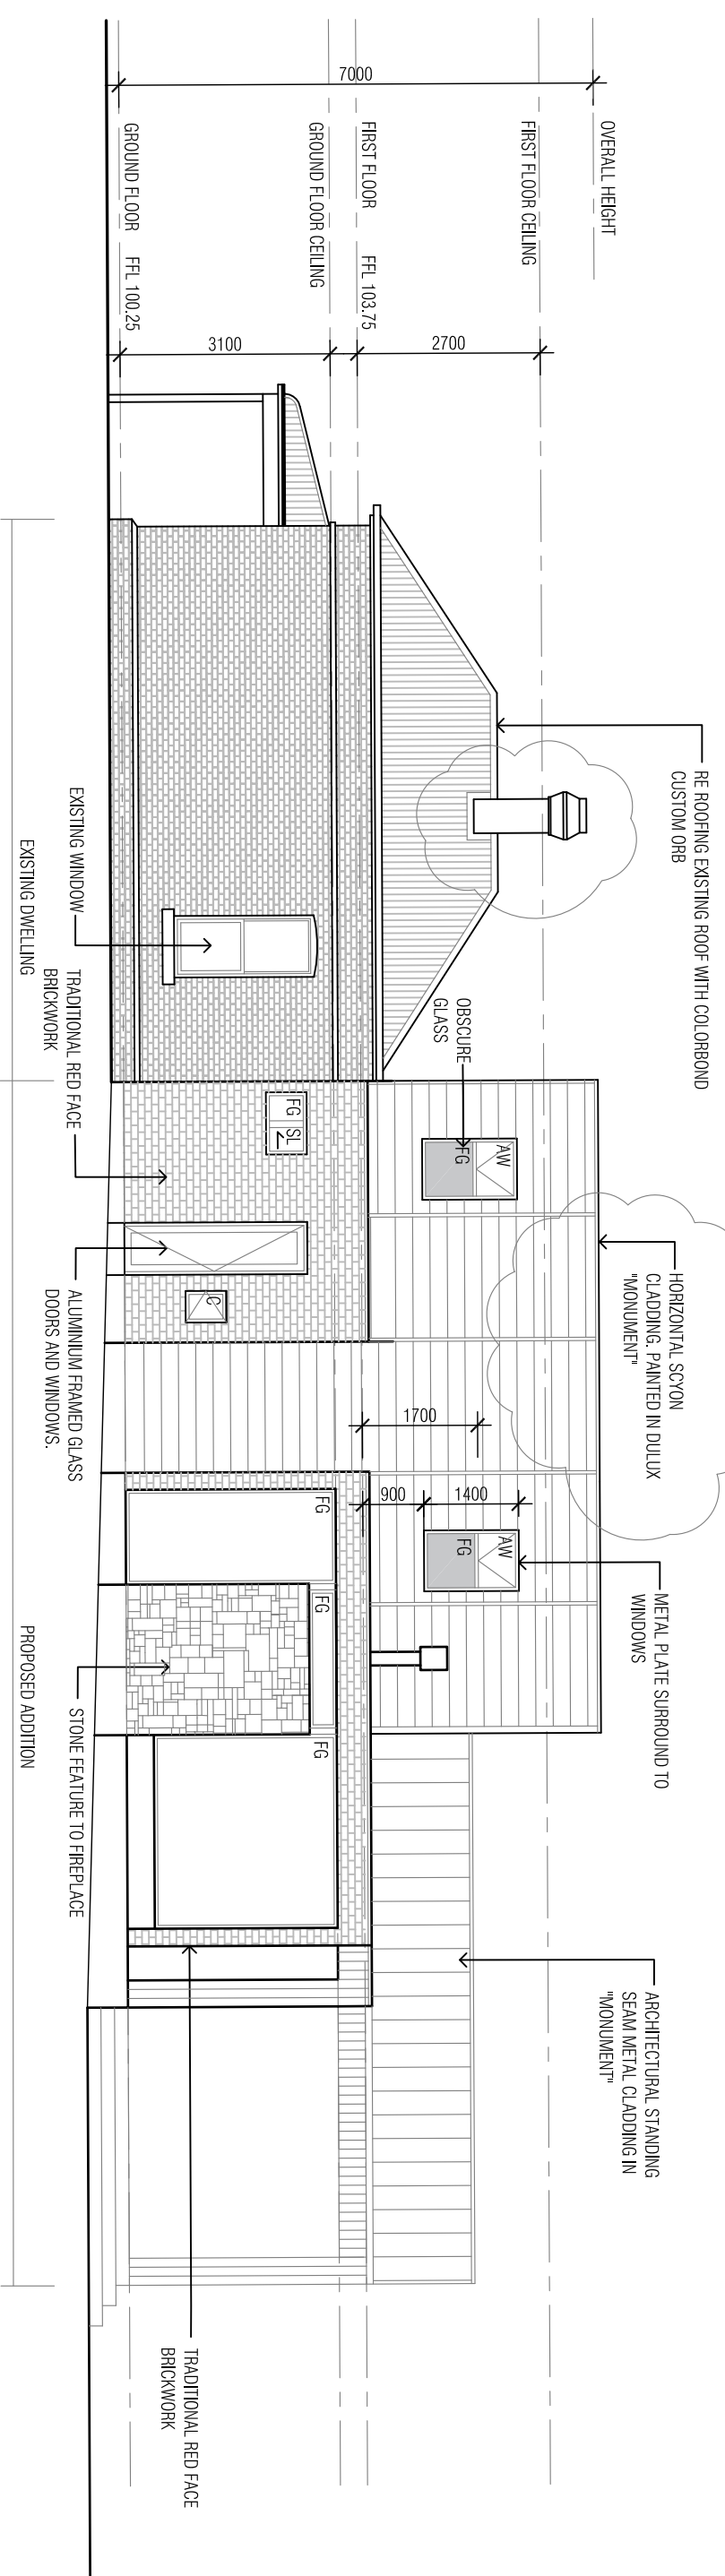 OVERALL HEIGHT
FIRST FLOOR CEILING
FIRST FLOOR FFL 103.75
GROUND FLOOR CEILING
GROUND FLOOR FFL 100.25
7000
2700
3100
RE ROOFING EXISTING ROOF WITH COLORBOND
CUSTOM ORB
OBSCURE
GLASS
HORIZONTAL SCYON
CLADDING. PAINTED IN DULUX
"MONUMENT"
METAL PLATE SURROUND TO
WINDOWS
ARCHITECTURAL STANDING
SEAM METAL CLADDING IN
"MONUMENT"
AW
FG
AW
FG
1700
1400
900
FG SL
C
FG
FG
FG
EXISTING WINDOW
TRADITIONAL RED FACE
BRICKWORK
ALUMINIUM FRAMED GLASS
DOORS AND WINDOWS.
STONE FEATURE TO FIREPLACE
TRADITIONAL RED FACE
BRICKWORK
EXISTING DWELLING
PROPOSED ADDITION